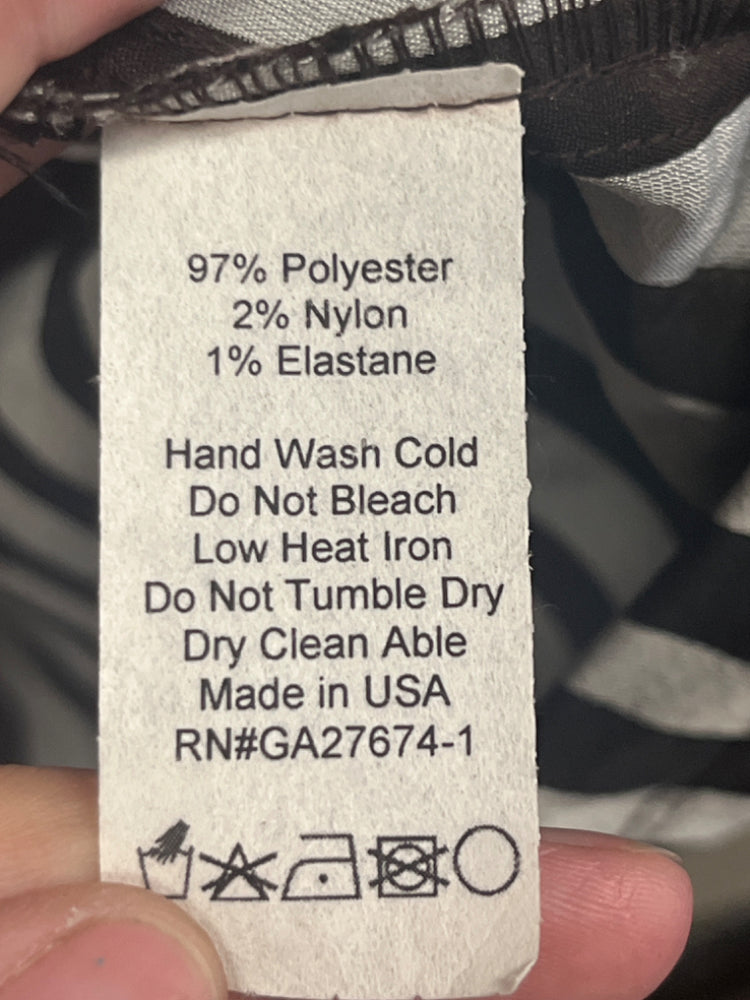 97% Polyester
2% Nylon
1% Elastane
Hand Wash Cold
Do Not Bleach
Low Heat Iron
Do Not Tumble Dry
Dry Clean Able
Made in USA
RN#GA27674-1